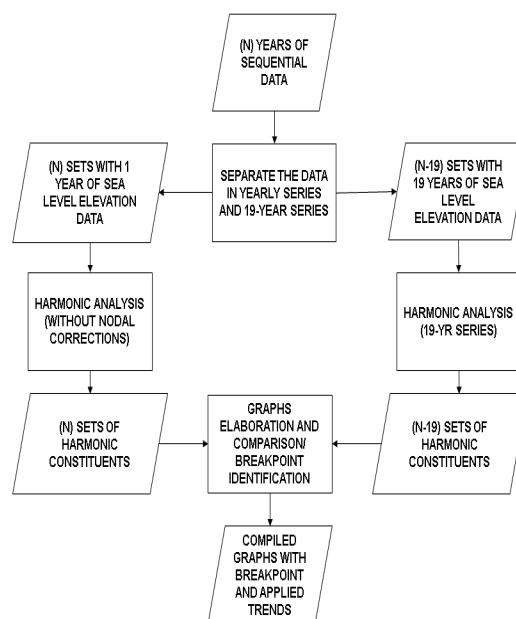 (N) YEARS OF
SEQUENTIAL
DATA
(N) SETS WITH 1
YEAR OF SEA
LEVEL ELEVATION
DATA
SEPARATE THE DATA
IN YEARLY SERIES
AND 19-YEAR SERIES
(N-19) SETS WITH
19 YEARS OF SEA
LEVEL
ELEVATION DATA
HARMONIC ANALYSIS
(WITHOUT NODAL
CORRECTIONS)
HARMONIC ANALYSIS
(19-YR SERIES)
(N) SETS OF
HARMONIC
CONSTITUENTS
GRAPHS
ELABORATION AND
COMPARISON/
BREAKPOINT
IDENTIFICATION
(N-19) SETS OF
HARMONIC
CONSTITUENTS
COMPILED
GRAPHS WITH
BREAKPOINT
AND APPLIED
TRENDS